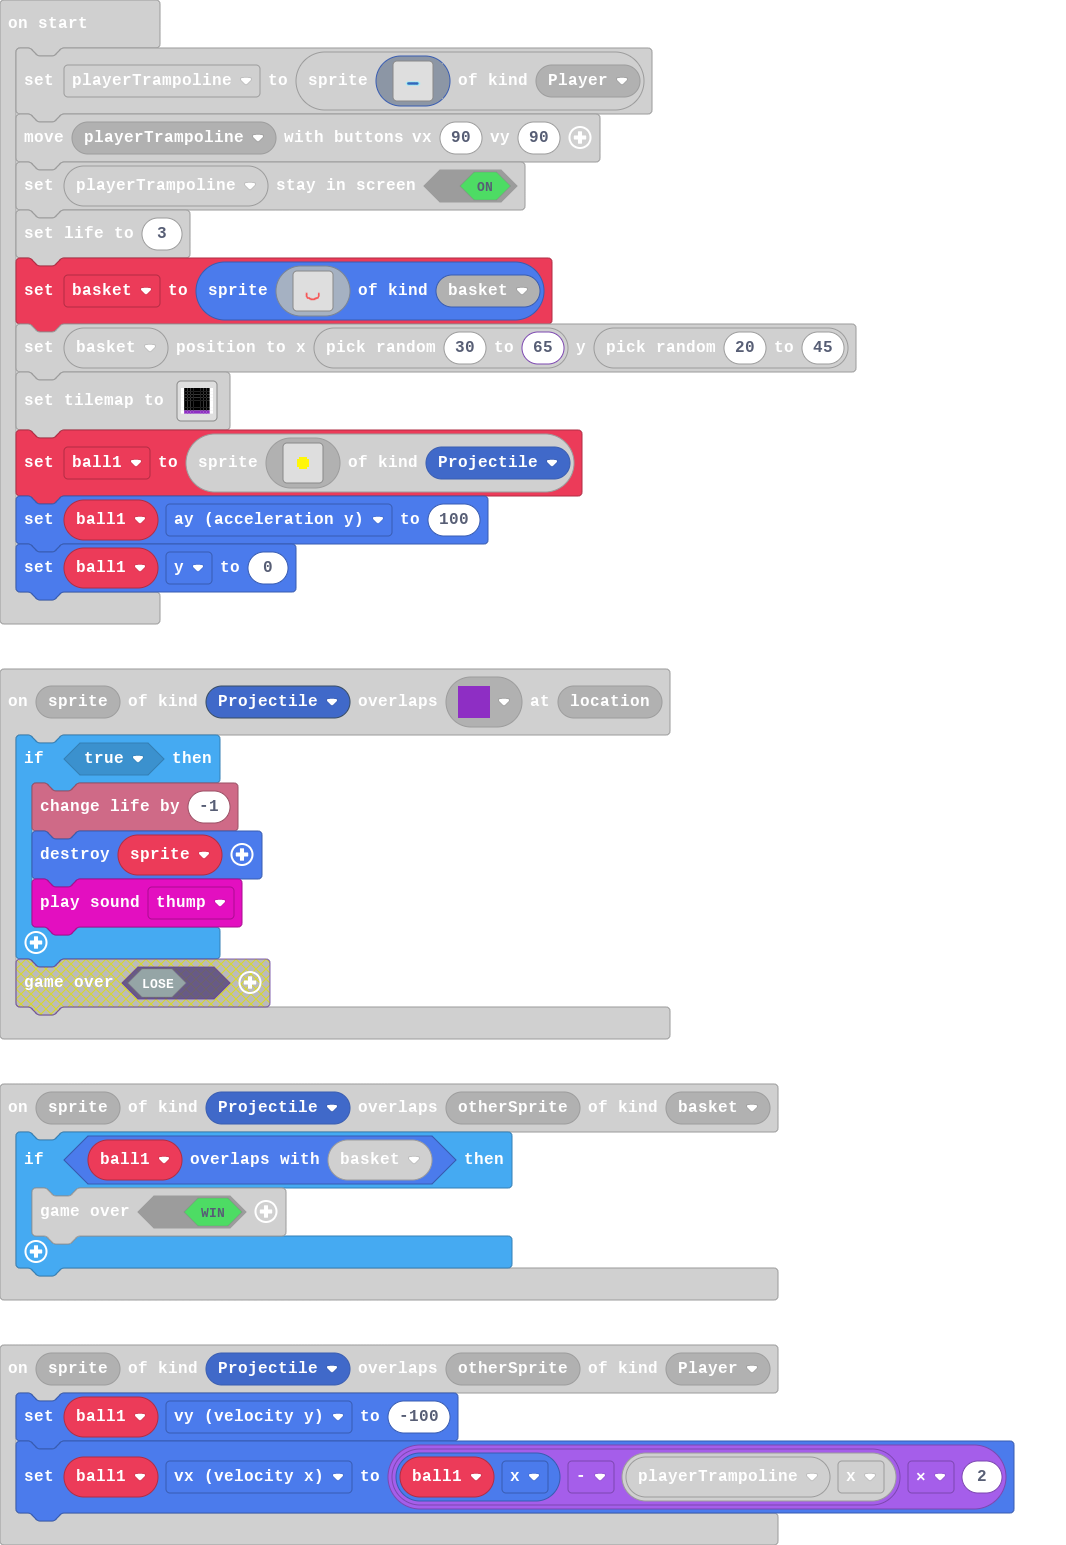 on start
set playerTrampoline to sprite of kind Player
move playerTrampoline with buttons vx 90 vy 90
set playerTrampoline stay in screen ON
set life to 3
set basket to sprite of kind basket
set basket position to x pick random 30 to 65 y pick random 20 to 45
set tilemap to
set ball1 to sprite of kind Projectile
set ball1 ay (acceleration y) to 100
set ball1 y to 0
on sprite of kind Projectile overlaps at location
if true then
change life by -1
destroy sprite
play sound thump
game over LOSE
on sprite of kind Projectile overlaps otherSprite of kind basket
if ball1 overlaps with basket then
game over WIN
on sprite of kind Projectile overlaps otherSprite of kind Player
set ball1 vy (velocity y) to -100
set ball1 vx (velocity x) to ball1 x - playerTrampoline x × 2